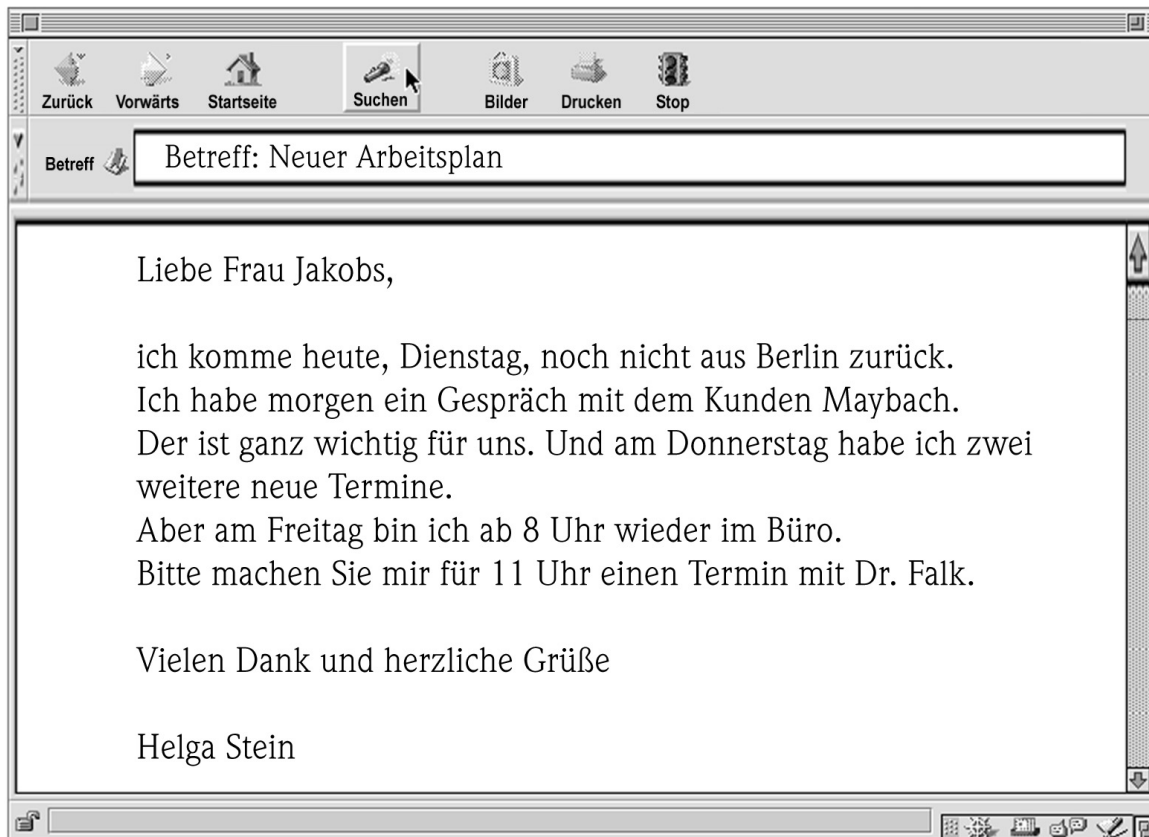 Zurück Vorwärts Startseite Suchen Bilder Drucken Stop
Betreff Betreff: Neuer Arbeitsplan
Liebe Frau Jakobs,
ich komme heute, Dienstag, noch nicht aus Berlin zurück.
Ich habe morgen ein Gespräch mit dem Kunden Maybach.
Der ist ganz wichtig für uns. Und am Donnerstag habe ich zwei
weitere neue Termine.
Aber am Freitag bin ich ab 8 Uhr wieder im Büro.
Bitte machen Sie mir für 11 Uhr einen Termin mit Dr. Falk.
Vielen Dank und herzliche Grüße
Helga Stein